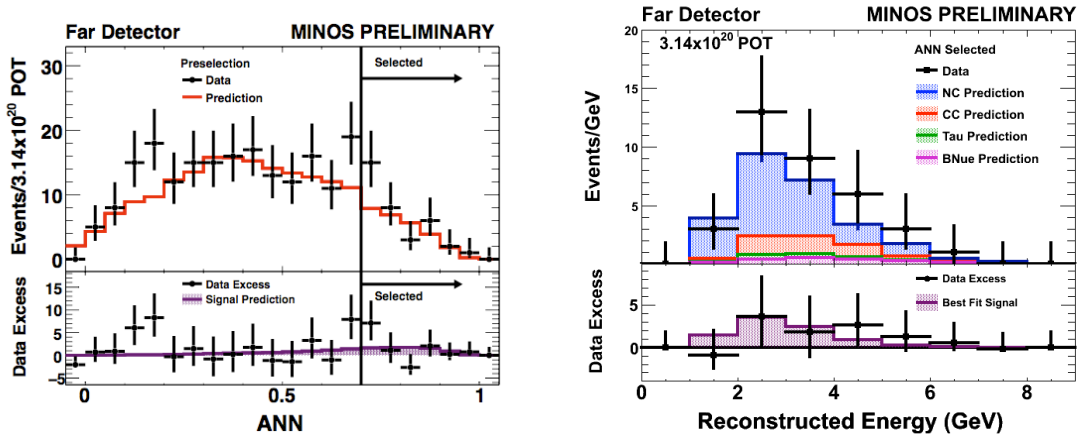 Far Detector MINOS PRELIMINARY
30
20
10
0
Events/3.14x10²⁰ POT
Preselection
Data
Prediction
Selected
15
10
5
0
-5
Data Excess
Data Excess
Signal Prediction
Selected
0 0.5 1
ANN
Far Detector MINOS PRELIMINARY
3.14x10²⁰ POT
20
15
10
5
Events/GeV
ANN Selected
Data
NC Prediction
CC Prediction
Tau Prediction
BNue Prediction
5
0
Data Excess
Data Excess
Best Fit Signal
0 2 4 6 8
Reconstructed Energy (GeV)